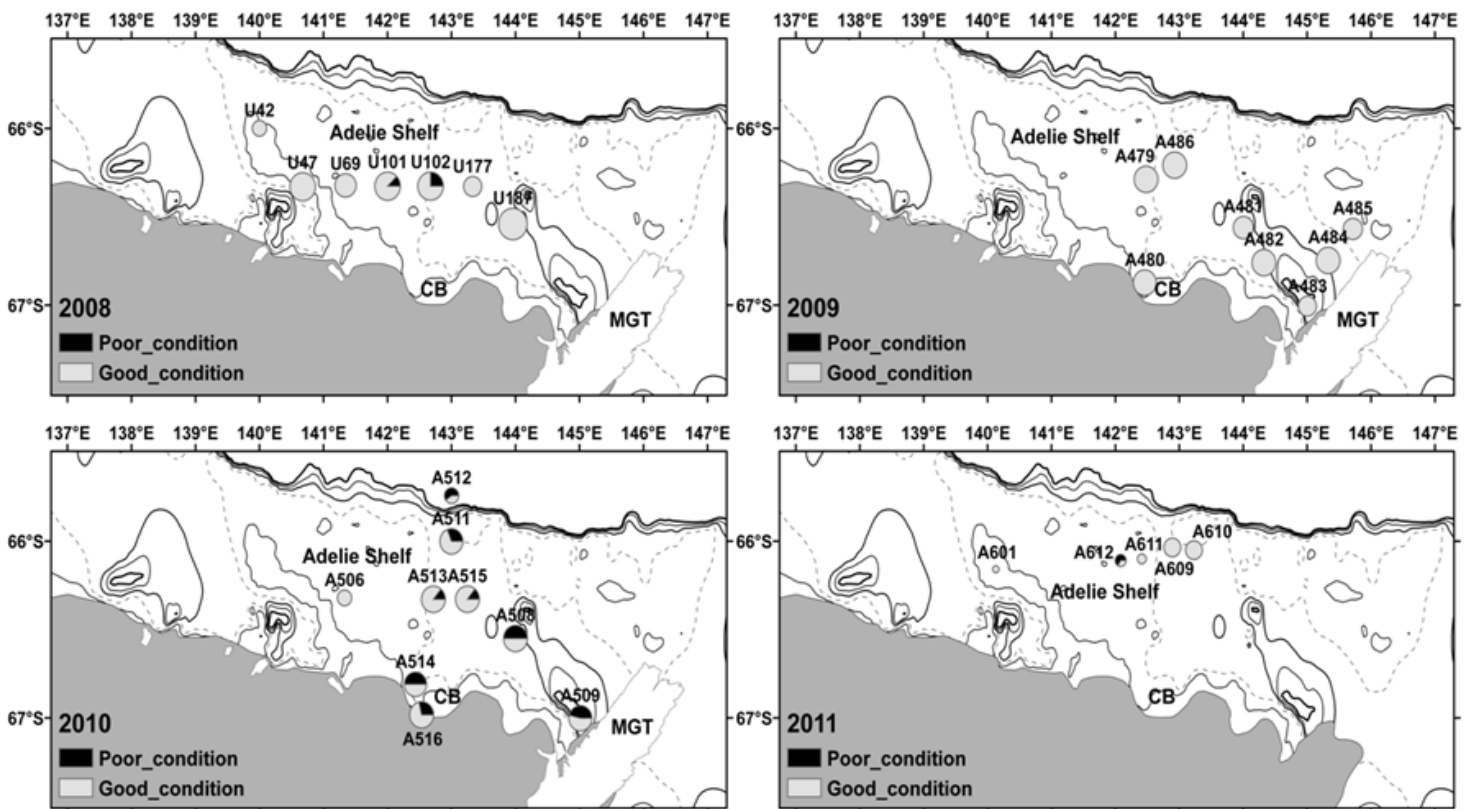 137°E 138°E 139°E 140°E 141°E 142°E 143°E 144°E 145°E 146°E 147°E
66°S
67°S
U42
Adelie Shelf
U47 U69 U101 U102 U177
U187
CB
MGT
2008
Poor_condition
Good_condition
137°E 138°E 139°E 140°E 141°E 142°E 143°E 144°E 145°E 146°E 147°E
66°S
67°S
Adelie Shelf
A486
A479
A481 A485
A482 A484
A480
CB
A483
MGT
2009
Poor_condition
Good_condition
137°E 138°E 139°E 140°E 141°E 142°E 143°E 144°E 145°E 146°E 147°E
66°S
67°S
A512
A511
Adelie Shelf
A506 A513 A515
A508
A514
CB
A509
A516
MGT
2010
Poor_condition
Good_condition
137°E 138°E 139°E 140°E 141°E 142°E 143°E 144°E 145°E 146°E 147°E
66°S
67°S
A601 A612 A611 A610
A609
Adelie Shelf
CB
2011
Poor_condition
Good_condition